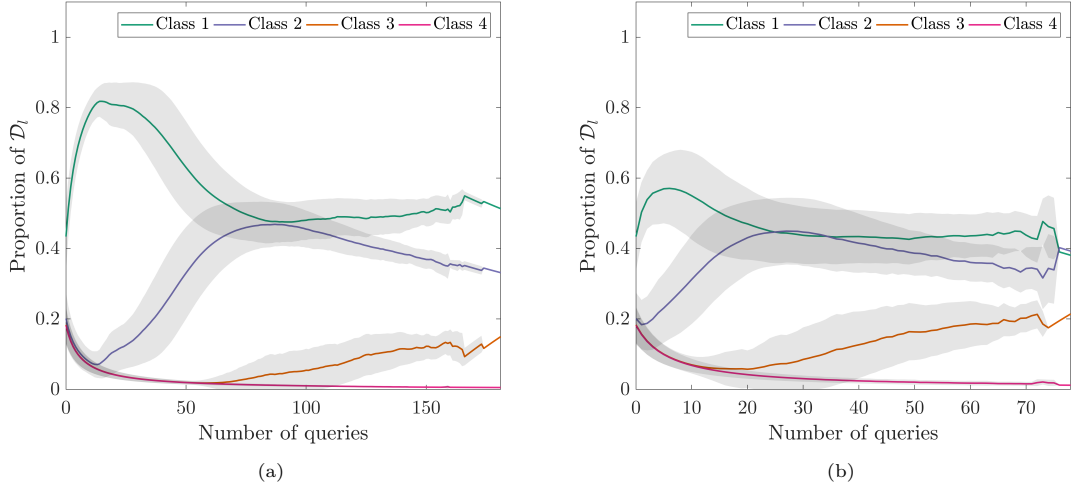 Class 1 Class 2 Class 3 Class 4
1
0.8
0.6
0.4
0.2
0
Proportion of 𝒟l
0 50 100 150
Number of queries
(a)
Class 1 Class 2 Class 3 Class 4
1
0.8
0.6
0.4
0.2
0
Proportion of 𝒟l
0 10 20 30 40 50 60 70
Number of queries
(b)